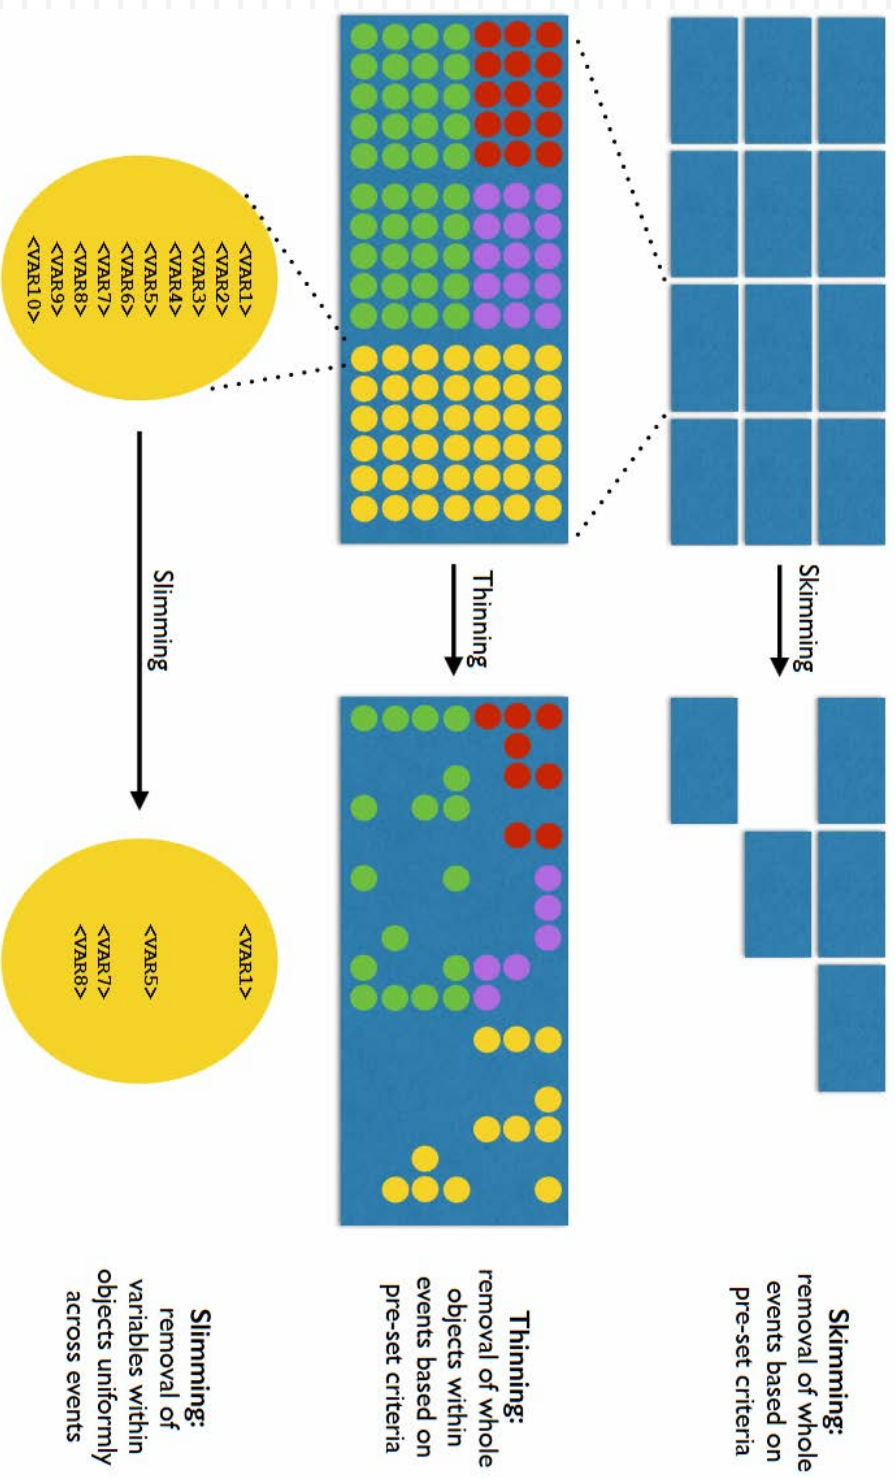 Skimming
Skimming:
removal of whole
events based on
pre-set criteria
Thinning
Thinning:
removal of whole
objects within
events based on
pre-set criteria
<VAR1>
<VAR2>
<VAR3>
<VAR4>
<VAR5>
<VAR6>
<VAR7>
<VAR8>
<VAR9>
<VAR10>
Slimming
<VAR1>
<VAR5>
<VAR7>
<VAR8>
Slimming:
removal of
variables within
objects uniformly
across events